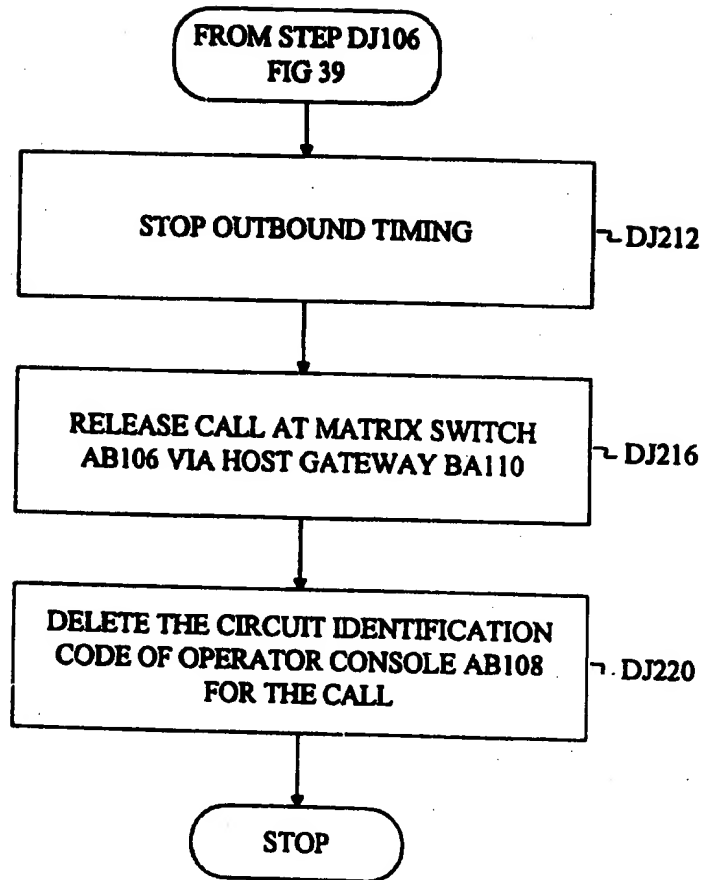 FROM STEP DJ106
FIG 39
STOP OUTBOUND TIMING
DJ212
RELEASE CALL AT MATRIX SWITCH
AB106 VIA HOST GATEWAY BA110
DJ216
DELETE THE CIRCUIT IDENTIFICATION
CODE OF OPERATOR CONSOLE AB108
FOR THE CALL
DJ220
STOP